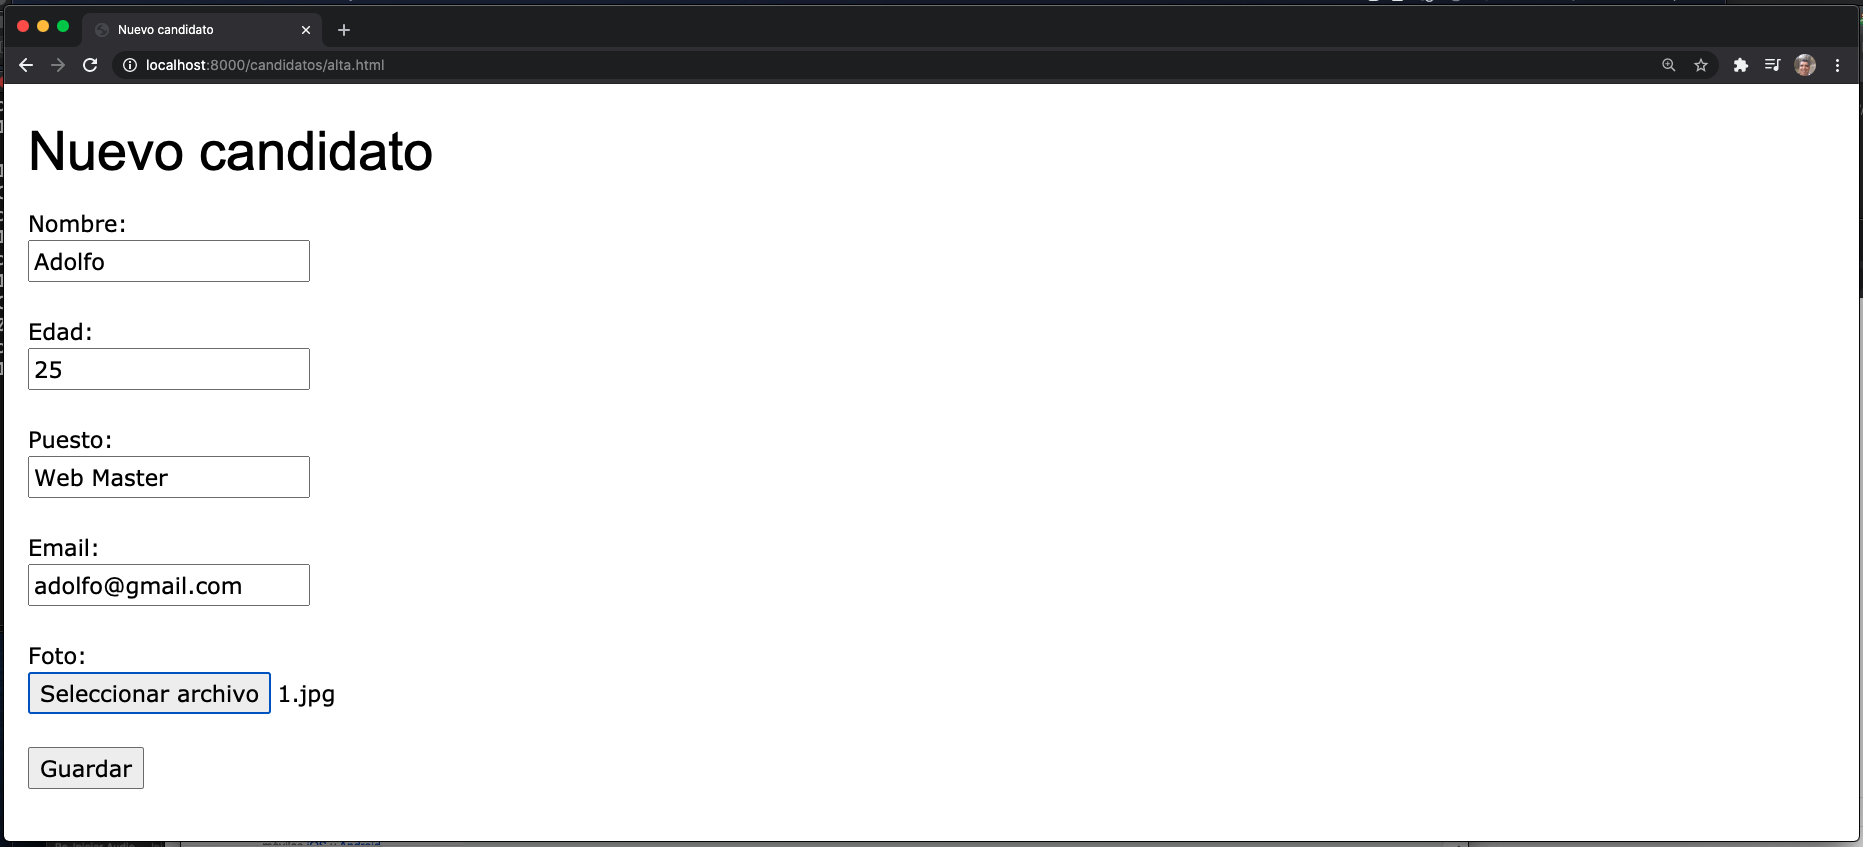 Nuevo candidato
localhost:8000/candidatos/alta.html
Nuevo candidato
Nombre:
Adolfo
Edad:
25
Puesto:
Web Master
Email:
adolfo@gmail.com
Foto:
Seleccionar archivo 1.jpg
Guardar